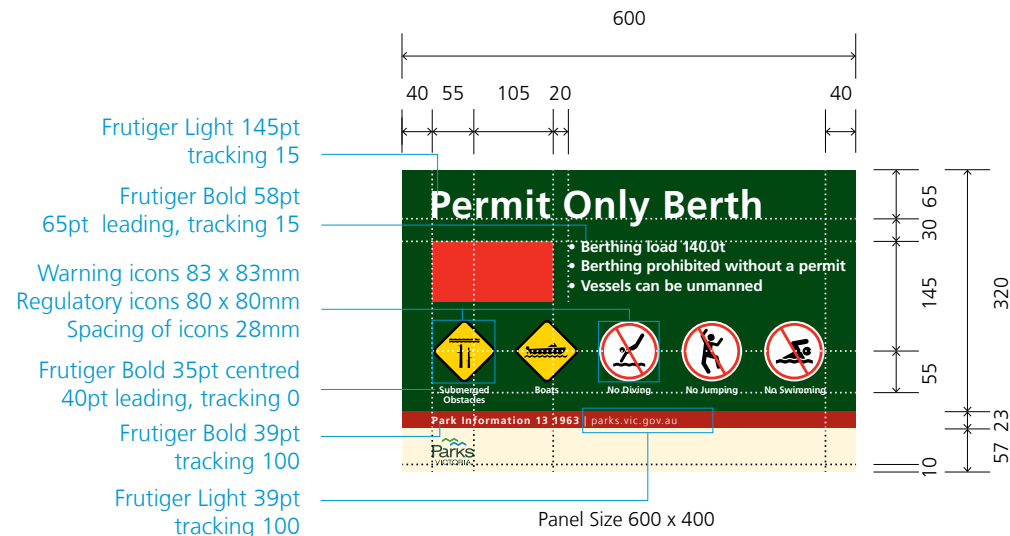 600
40 55 105 20 40
Frutiger Light 145pt
tracking 15
Frutiger Bold 58pt
65pt leading, tracking 15
Warning icons 83 x 83mm
Regulatory icons 80 x 80mm
Spacing of icons 28mm
Frutiger Bold 35pt centred
40pt leading, tracking 0
Frutiger Bold 39pt
tracking 100
Frutiger Light 39pt
tracking 100
Permit Only Berth
• Berthing load 140.0t
• Berthing prohibited without a permit
• Vessels can be unmanned
Submerged
Obstacles
Boats
No Diving
No Jumping
No Swimming
Park Information 13 1963 | parks.vic.gov.au
Parks
VICTORIA
65
30
145
55
10
320
23
57
Panel Size 600 x 400